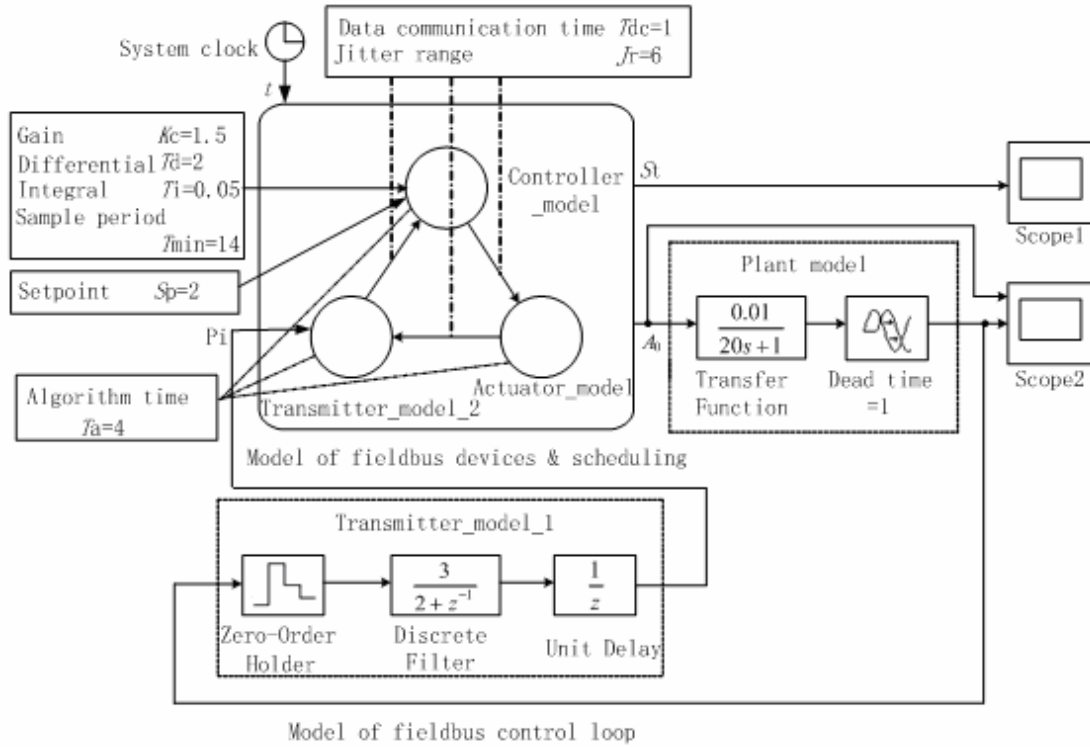 System clock
t
Data communication time Tdc=1
Jitter range Jr=6
Gain Kc=1.5
Differential Td=2
Integral Ti=0.05
Sample period
Tmin=14
Setpoint Sp=2
Pi
Algorithm time
Ta=4
Controller
_model
Transmitter_model_2
Actuator_model
Model of fieldbus devices & scheduling
St
A0
Plant model
0.01
20s+1
Transfer
Function
Dead time
=1
Scope1
Scope2
Transmitter_model_1
Zero-Order
Holder
3
2+z^-1
Discrete
Filter
1
z
Unit Delay
Model of fieldbus control loop